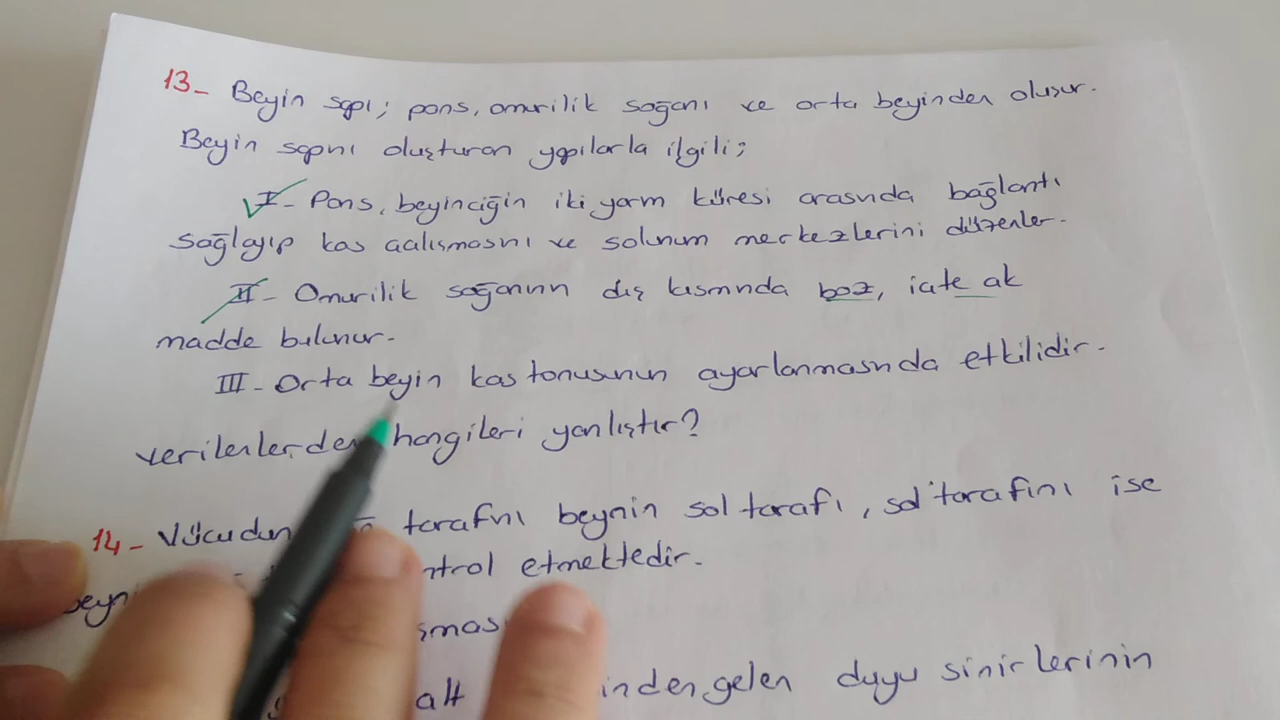 13- Beyin sapı; pons, omurilik soğanı ve orta beyinden oluşur.
Beyin sapını oluşturan yapılarla ilgili;
I- Pons, beyinciğin iki yarım küresi arasında bağlantı
sağlayıp kas çalışmasını ve solunum merkezlerini düzenler.
II- Omurilik soğanının dış kısmında boz, içte ak
madde bulunur.
III- Orta beyin kas tonusunun ayarlanmasında etkilidir.
verilenlerden hangileri yanlıştır?
14- Vücudun tarafını beynin sol tarafı, sol tarafını ise
etmektedir.
alt gelen duyu sinirlerinin